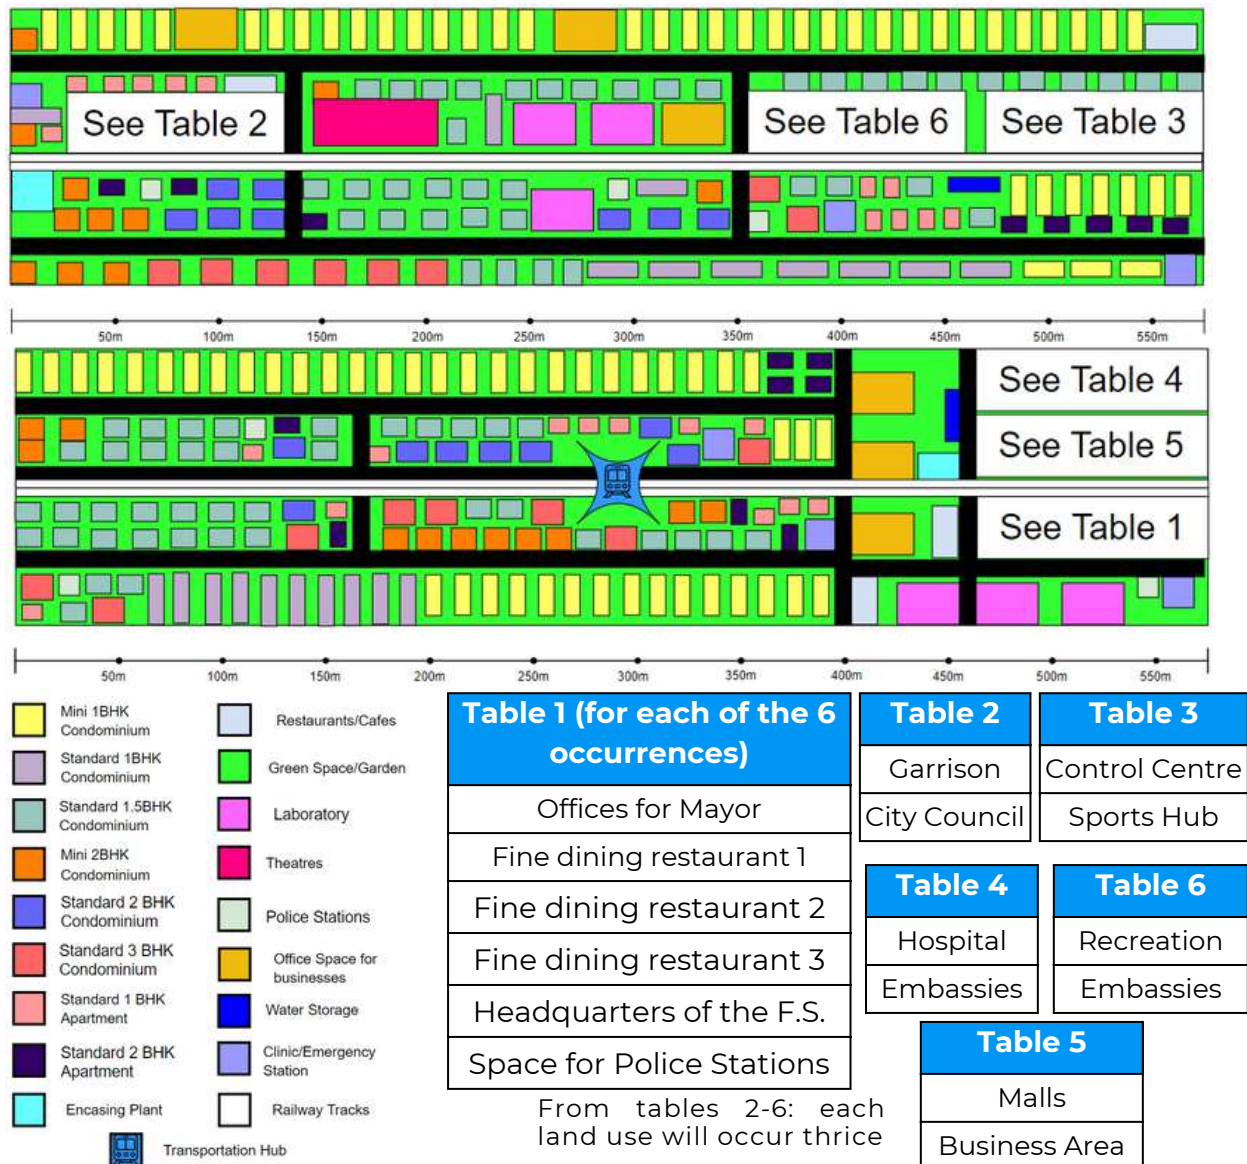 See Table 2
See Table 6
See Table 3
50m 100m 150m 200m 250m 300m 350m 400m 450m 500m 550m
See Table 4
See Table 5
See Table 1
50m 100m 150m 200m 250m 300m 350m 400m 450m 500m 550m
Mini 1BHK
Condominium
Standard 1BHK
Condominium
Standard 1.5BHK
Condominium
Mini 2BHK
Condominium
Standard 2 BHK
Condominium
Standard 3 BHK
Condominium
Standard 1 BHK
Apartment
Standard 2 BHK
Apartment
Encasing Plant
Restaurants/Cafes
Green Space/Garden
Laboratory
Theatres
Police Stations
Office Space for
businesses
Water Storage
Clinic/Emergency
Station
Railway Tracks
Transportation Hub
Table 1 (for each of the 6
occurrences)
Offices for Mayor
Fine dining restaurant 1
Fine dining restaurant 2
Fine dining restaurant 3
Headquarters of the F.S.
Space for Police Stations
Table 2
Garrison
City Council
Table 3
Control Centre
Sports Hub
Table 4
Hospital
Embassies
Table 6
Recreation
Embassies
Table 5
Malls
Business Area
From tables 2-6: each
land use will occur thrice